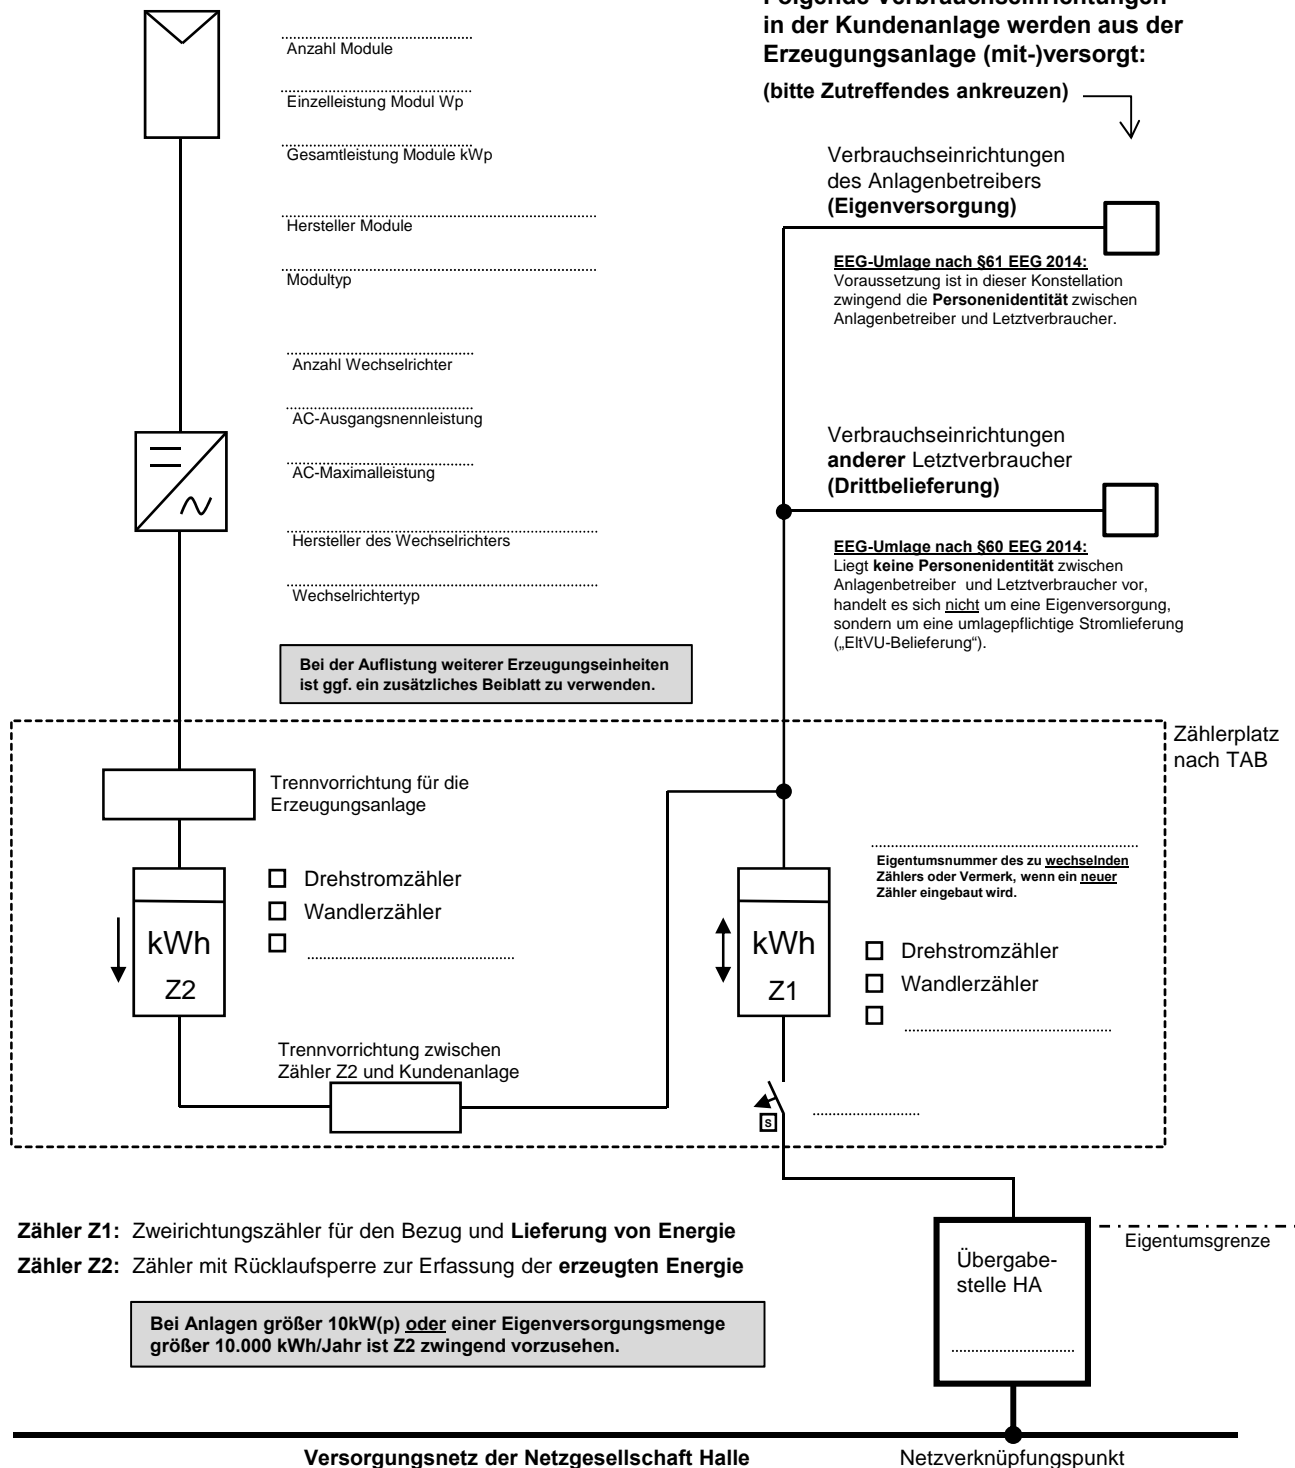 Folgende Verbrauchseinrichtungen
in der Kundenanlage werden aus der
Erzeugungsanlage (mit-)versorgt:
(bitte Zutreffendes ankreuzen)
Anzahl Module
Einzelleistung Modul Wp
Gesamtleistung Module kWp
Hersteller Module
Modultyp
Anzahl Wechselrichter
AC-Ausgangsnennleistung
AC-Maximalleistung
Hersteller des Wechselrichters
Wechselrichtertyp
Bei der Auflistung weiterer Erzeugungseinheiten
ist ggf. ein zusätzliches Beiblatt zu verwenden.
Verbrauchseinrichtungen
des Anlagenbetreibers
(Eigenversorgung)
EEG-Umlage nach §61 EEG 2014:
Voraussetzung ist in dieser Konstellation
zwingend die Personenidentität zwischen
Anlagenbetreiber und Letztverbraucher.
Verbrauchseinrichtungen
anderer Letztverbraucher
(Drittbelieferung)
EEG-Umlage nach §60 EEG 2014:
Liegt keine Personenidentität zwischen
Anlagenbetreiber und Letztverbraucher vor,
handelt es sich nicht um eine Eigenversorgung,
sondern um eine umlagepflichtige Stromlieferung
(„EltVU-Belieferung“).
Zählerplatz
nach TAB
Trennvorrichtung für die
Erzeugungsanlage
kWh
Z2
Drehstromzähler
Wandlerzähler
Trennvorrichtung zwischen
Zähler Z2 und Kundenanlage
kWh
Z1
Eigentumsnummer des zu wechselnden
Zählers oder Vermerk, wenn ein neuer
Zähler eingebaut wird.
Drehstromzähler
Wandlerzähler
S
Zähler Z1: Zweirichtungszähler für den Bezug und Lieferung von Energie
Zähler Z2: Zähler mit Rücklaufsperre zur Erfassung der erzeugten Energie
Bei Anlagen größer 10kW(p) oder einer Eigenversorgungsmenge
größer 10.000 kWh/Jahr ist Z2 zwingend vorzusehen.
Eigentumsgrenze
Übergabe-
stelle HA
Versorgungsnetz der Netzgesellschaft Halle
Netzverknüpfungspunkt